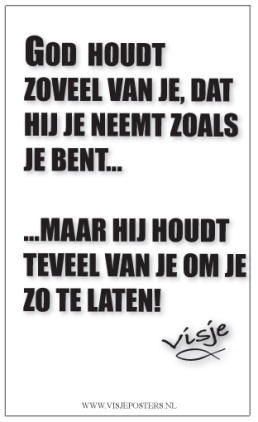 GOD HOUDT
ZOVEEL VAN JE, DAT
HIJ JE NEEMT ZOALS
JE BENT...
...MAAR HIJ HOUDT
TEVEEL VAN JE OM JE
ZO TE LATEN!
visje
WWW.VISJEPOSTERS.NL